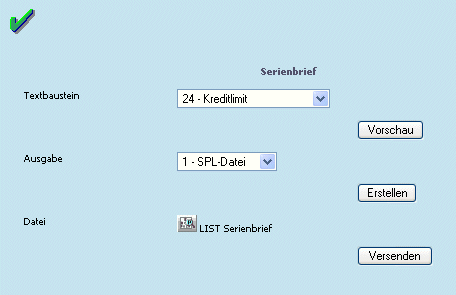 Serienbrief
Textbaustein 24 - Kreditlimit
Vorschau
Ausgabe 1 - SPL-Datei
Erstellen
Datei LIST Serienbrief
Versenden